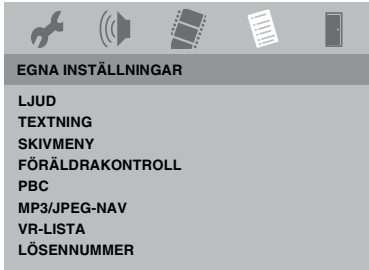 EGNA INSTÄLLNINGAR
LJUD
TEXTNING
SKIVMENY
FÖRÄLDRAKONTROLL
PBC
MP3/JPEG-NAV
VR-LISTA
LÖSENNUMMER